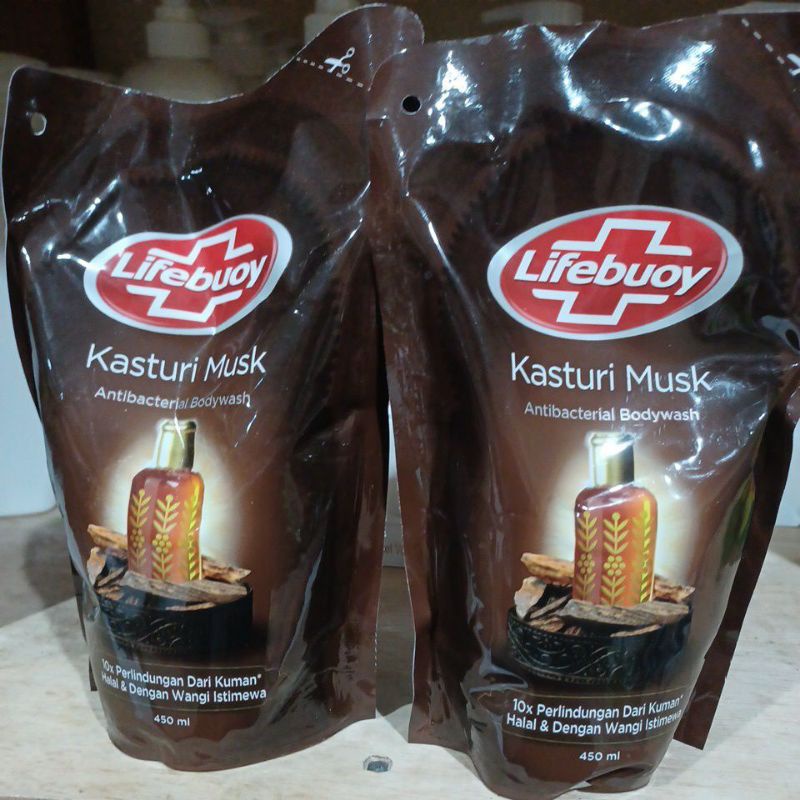 Lifebuoy
Kasturi Musk
Antibacterial Bodywash
10x Perlindungan Dari Kuman*
Halal & Dengan Wangi Istimewa
450 ml
Lifebuoy
Kasturi Musk
Antibacterial Bodywash
10x Perlindungan Dari Kuman*
Halal & Dengan Wangi Istimewa
450 ml